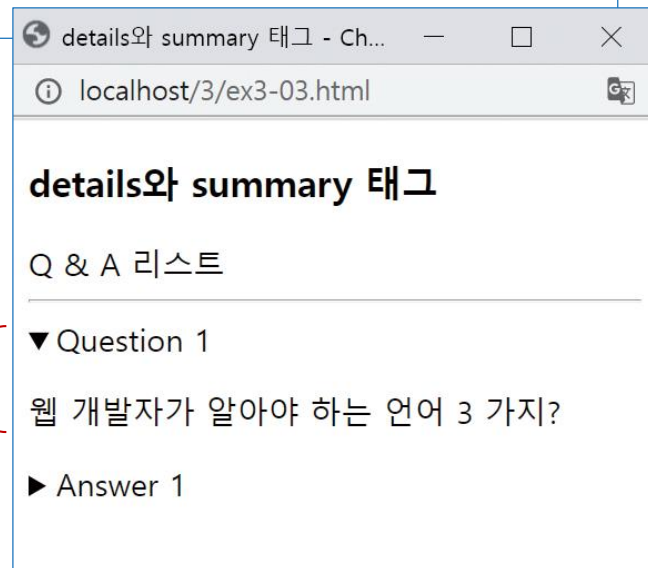 details와 summary 태그 - Ch...
localhost/3/ex3-03.html
details와 summary 태그
Q & A 리스트
▼ Question 1
웹 개발자가 알아야 하는 언어 3 가지?
▶ Answer 1